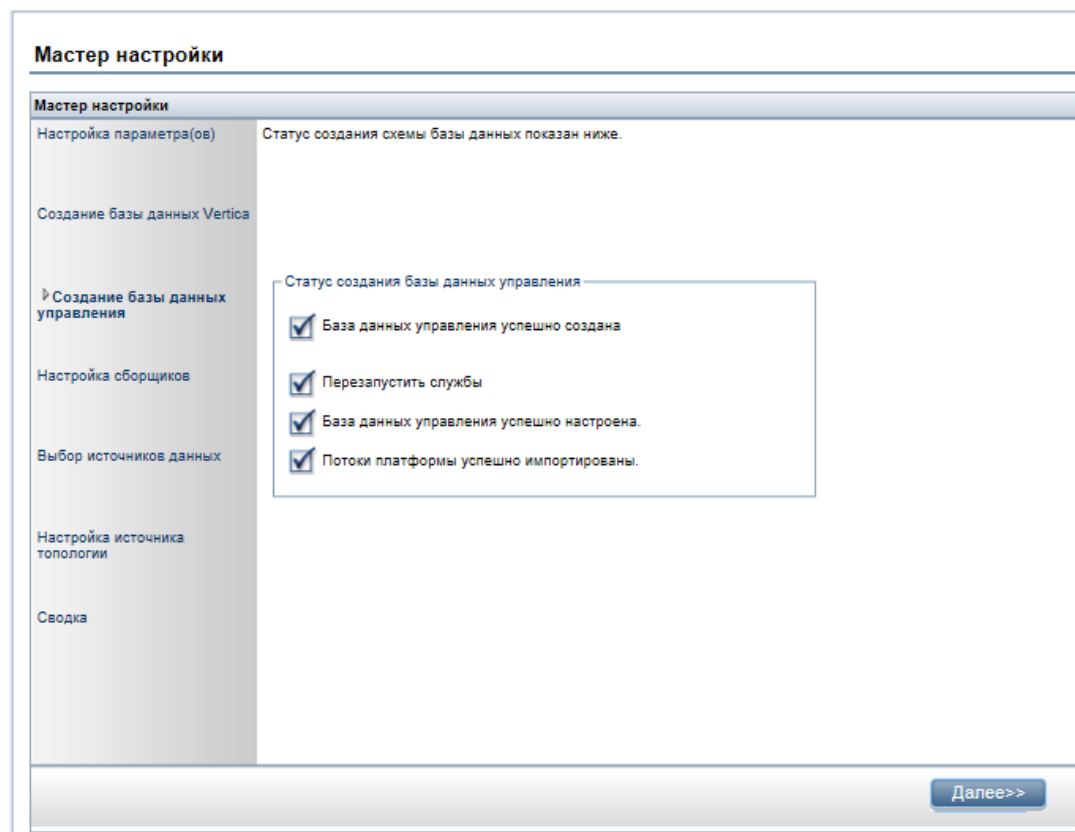 Мастер настройки
Мастер настройки
Настройка параметра(ов)
Статус создания схемы базы данных показан ниже.
Создание базы данных Vertica
Создание базы данных
управления
Статус создания базы данных управления
База данных управления успешно создана
Перезапустить службы
База данных управления успешно настроена.
Потоки платформы успешно импортированы.
Настройка сборщиков
Выбор источников данных
Настройка источника
топологии
Сводка
Далее>>